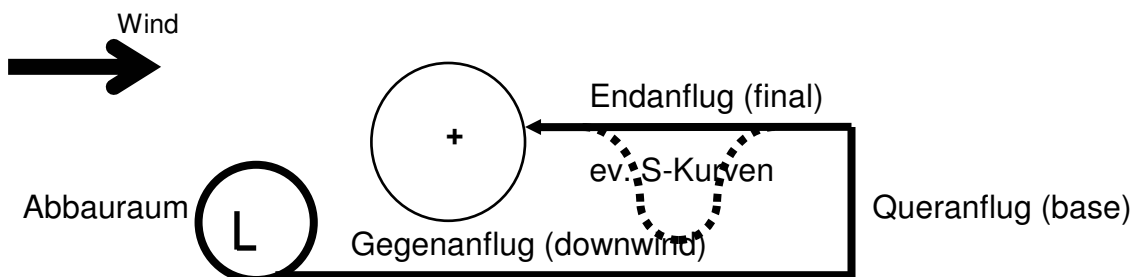 Wind
Endanflug (final)
+
ev. S-Kurven
Abbauraum
L
Queranflug (base)
Gegenanflug (downwind)